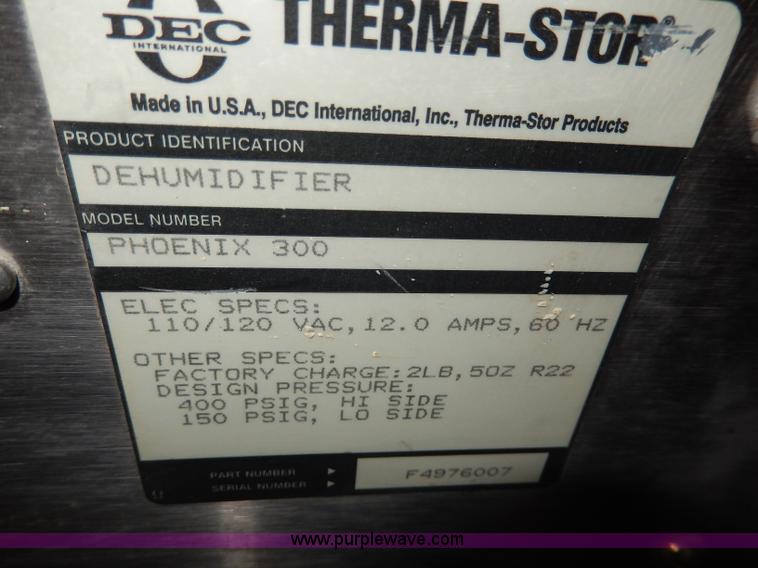 DEC
INTERNATIONAL
THERMA-STOR®
Made in U.S.A., DEC International, Inc., Therma-Stor Products
PRODUCT IDENTIFICATION
DEHUMIDIFIER
MODEL NUMBER
PHOENIX 300
ELEC SPECS:
110/120 VAC, 12.0 AMPS, 60 HZ
OTHER SPECS:
FACTORY CHARGE: 2LB, 5OZ R22
DESIGN PRESSURE:
400 PSIG, HI SIDE
150 PSIG, LO SIDE
PART NUMBER
SERIAL NUMBER
F4976007
www.purplewave.com